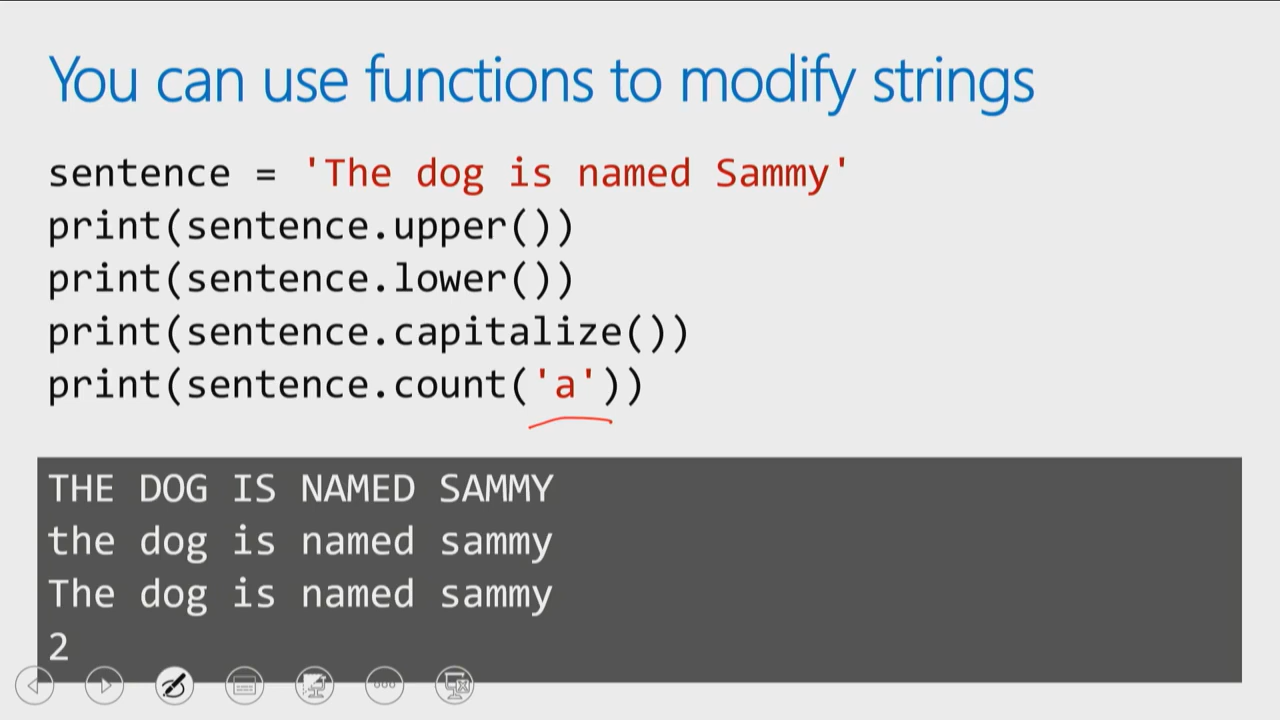 You can use functions to modify strings
sentence = 'The dog is named Sammy'
print(sentence.upper())
print(sentence.lower())
print(sentence.capitalize())
print(sentence.count('a'))
THE DOG IS NAMED SAMMY
the dog is named sammy
The dog is named sammy
2